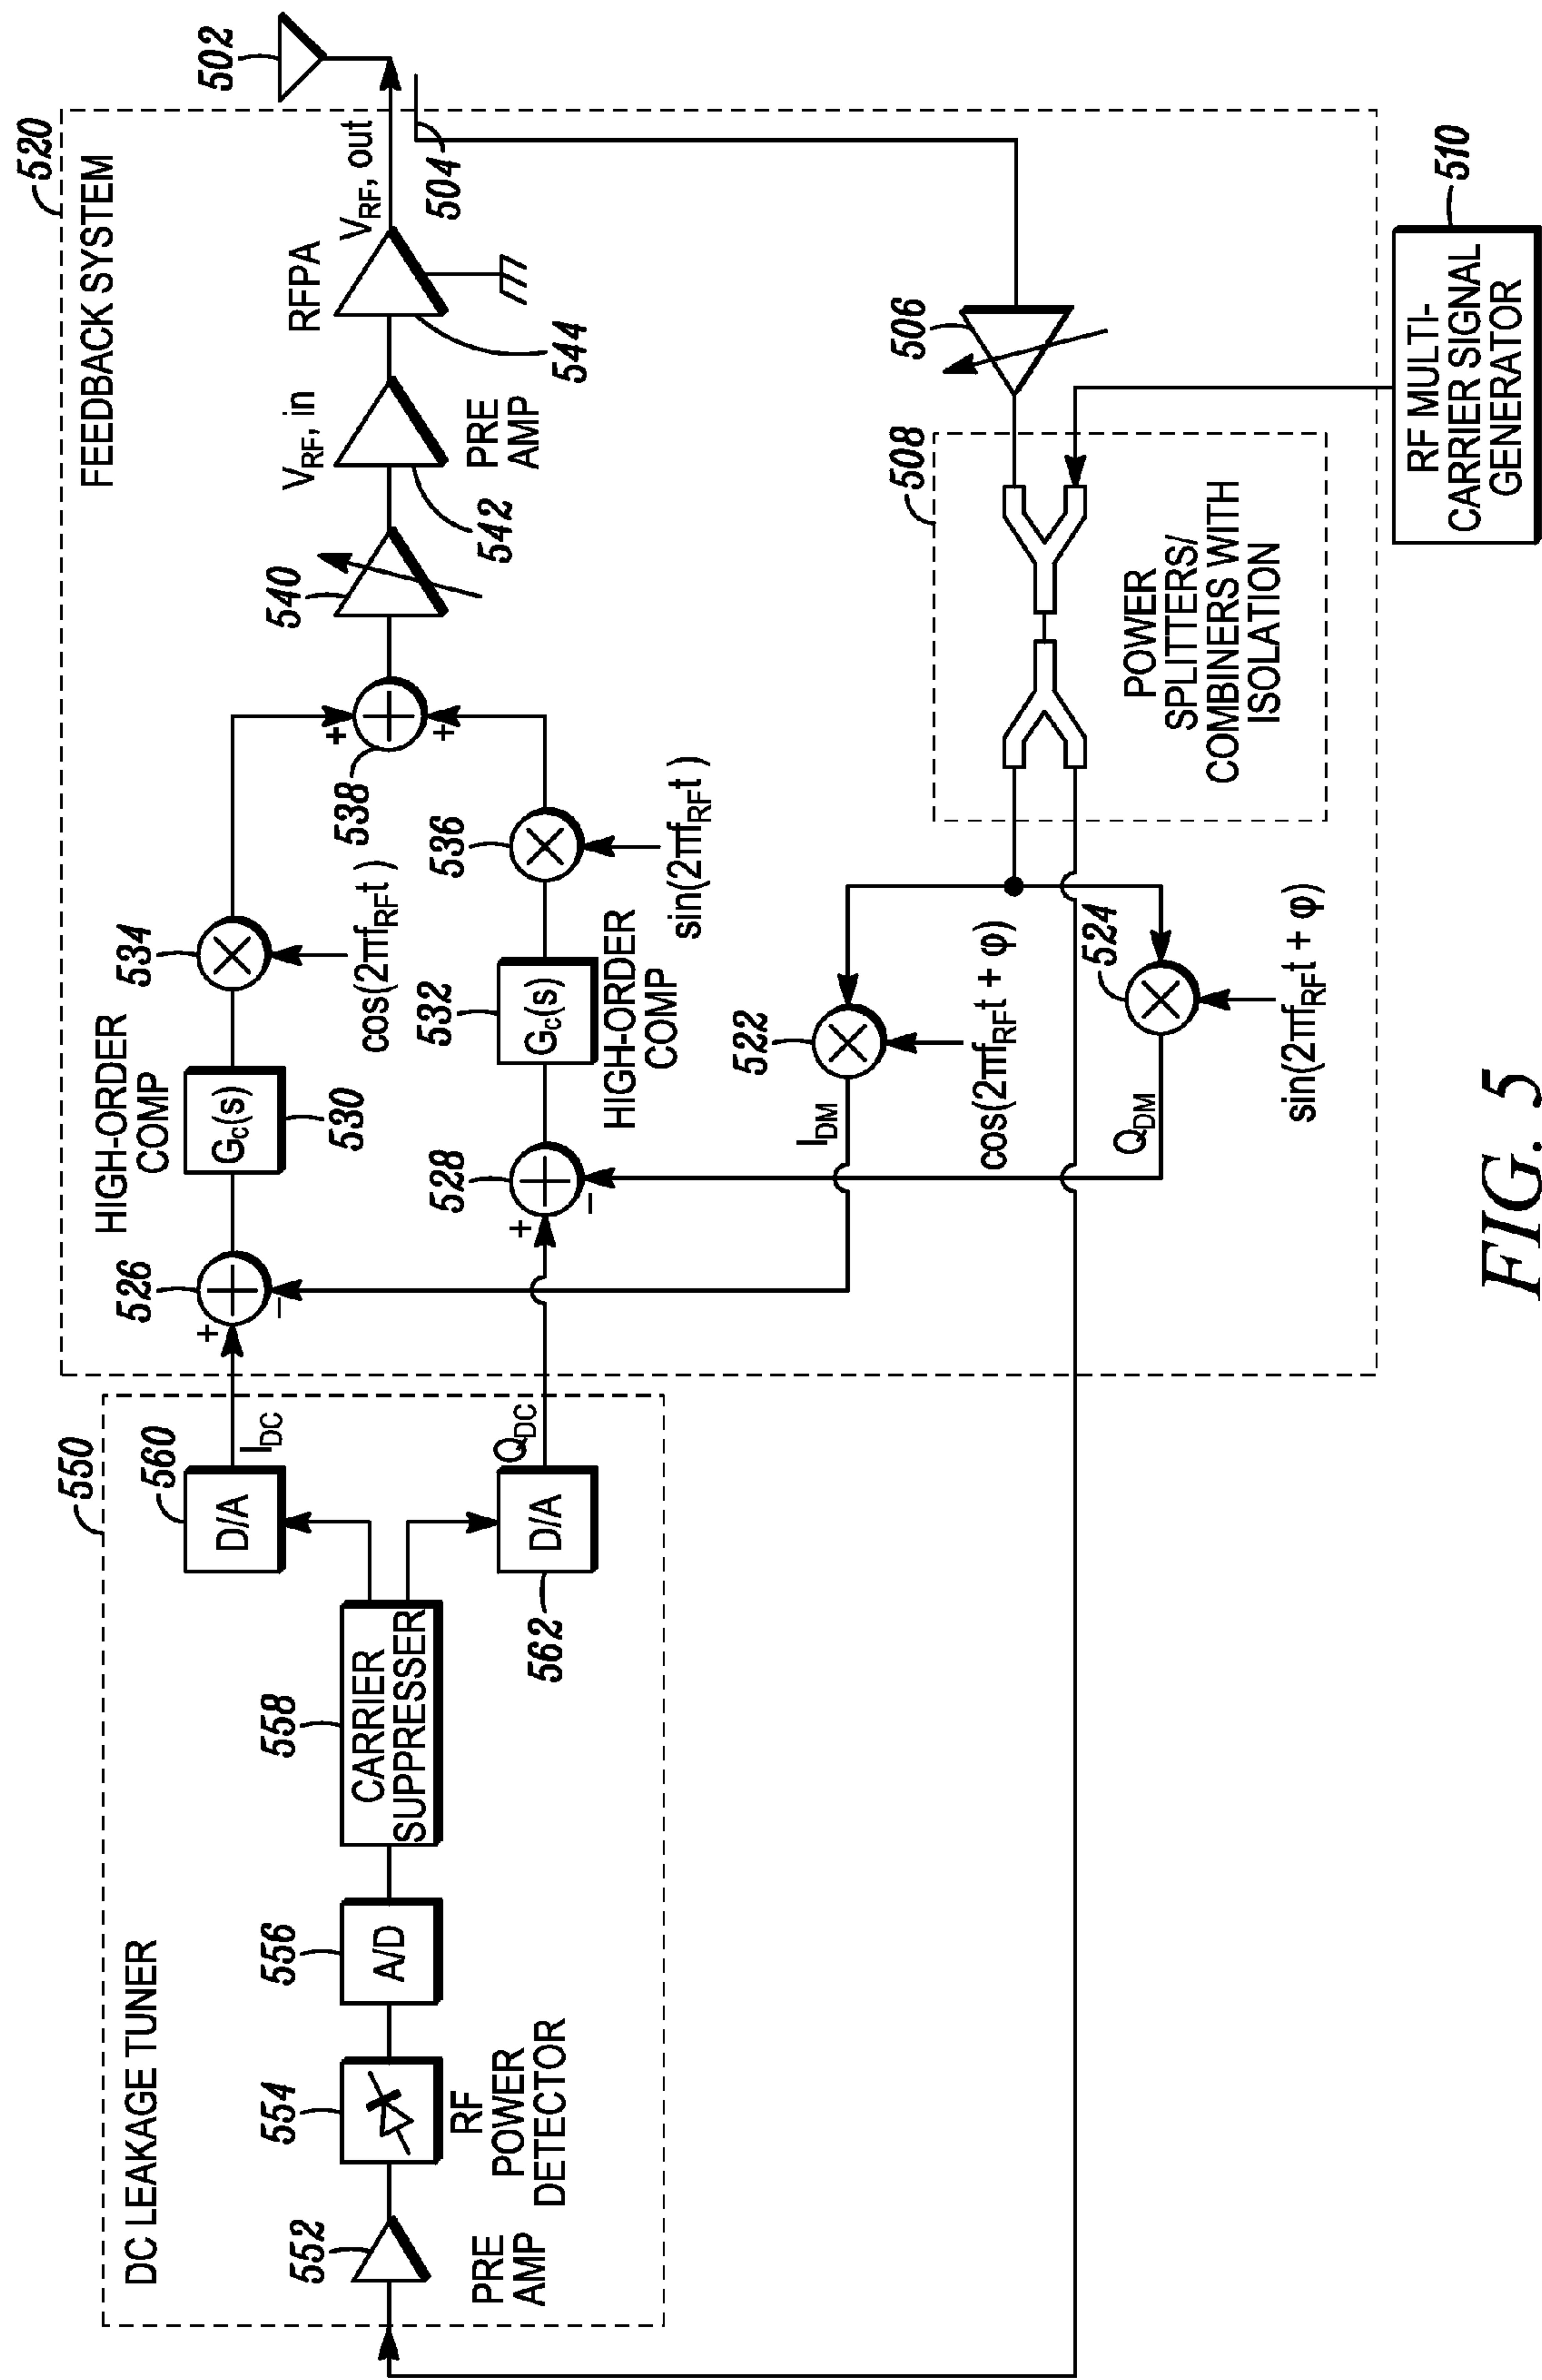 520
FEEDBACK SYSTEM
502
550
DC LEAKAGE TUNER
560
D/A
I_DC
526
+
−
HIGH-ORDER
COMP
G_C(s)
530
534
cos(2πf_RF t )
+
+
538
540
V_RF, in
542
PRE
AMP
RFPA
V_RF, out
544
504
552
PRE
AMP
554
RF
POWER
DETECTOR
556
A/D
558
CARRIER
SUPPRESSER
562
D/A
Q_DC
528
+
−
532
G_C(s)
HIGH-ORDER
COMP
536
sin(2πf_RF t )
522
I_DM
cos(2πf_RF t + φ)
524
Q_DM
sin(2πf_RF t + φ)
506
508
POWER
SPLITTERS/
COMBINERS WITH
ISOLATION
510
RF MULTI-
CARRIER SIGNAL
GENERATOR
FIG. 5